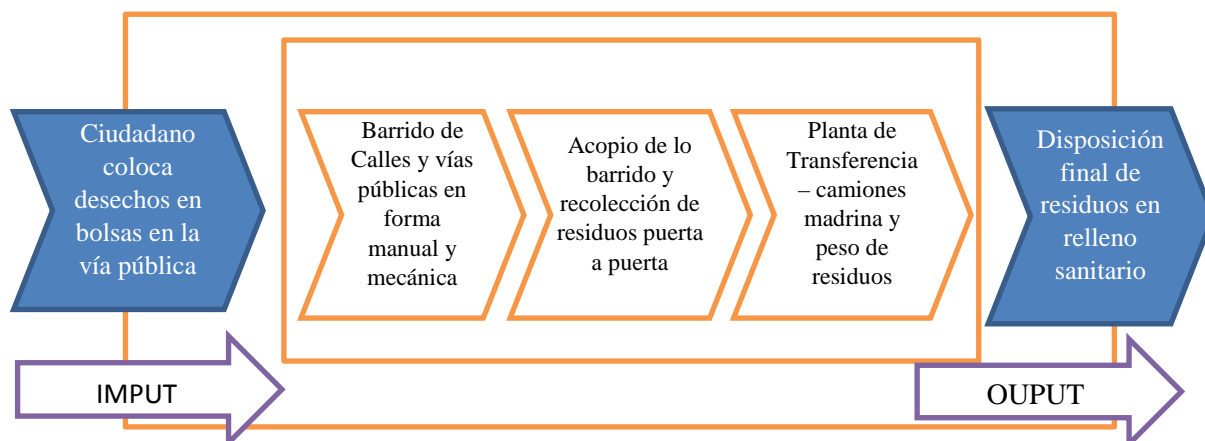 Ciudadano
coloca
desechos en
bolsas en la
vía pública
Barrido de
Calles y vías
públicas en
forma
manual y
mecánica
Acopio de lo
barrido y
recolección de
residuos puerta
a puerta
Planta de
Transferencia
– camiones
madrina y
peso de
residuos
Disposición
final de
residuos en
relleno
sanitario
IMPUT
OUPUT